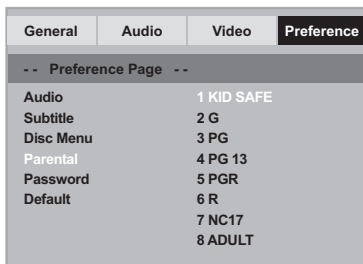 General Audio Video Preference
- - Preference Page - -
Audio 1 KID SAFE
Subtitle 2 G
Disc Menu 3 PG
Parental 4 PG 13
Password 5 PGR
Default 6 R
7 NC17
8 ADULT